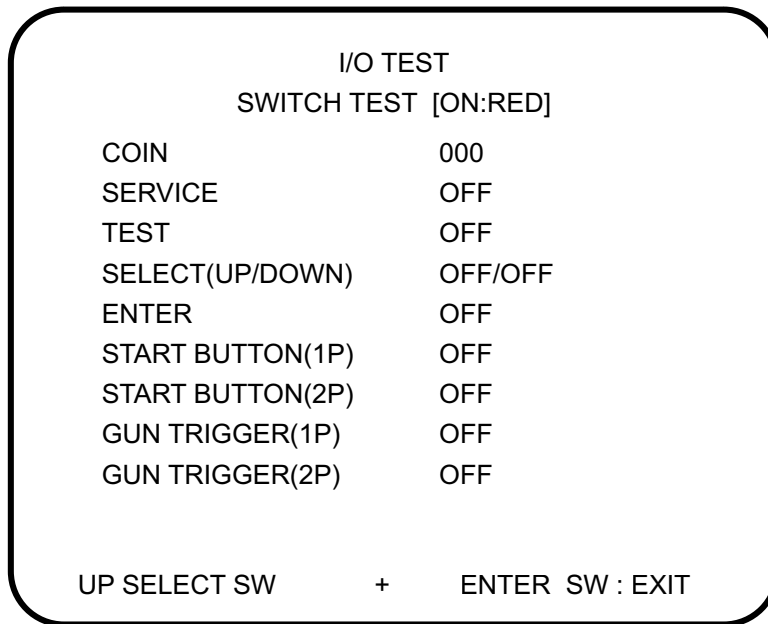 I/O TEST
SWITCH TEST [ON:RED]
COIN 000
SERVICE OFF
TEST OFF
SELECT(UP/DOWN) OFF/OFF
ENTER OFF
START BUTTON(1P) OFF
START BUTTON(2P) OFF
GUN TRIGGER(1P) OFF
GUN TRIGGER(2P) OFF
UP SELECT SW + ENTER SW : EXIT